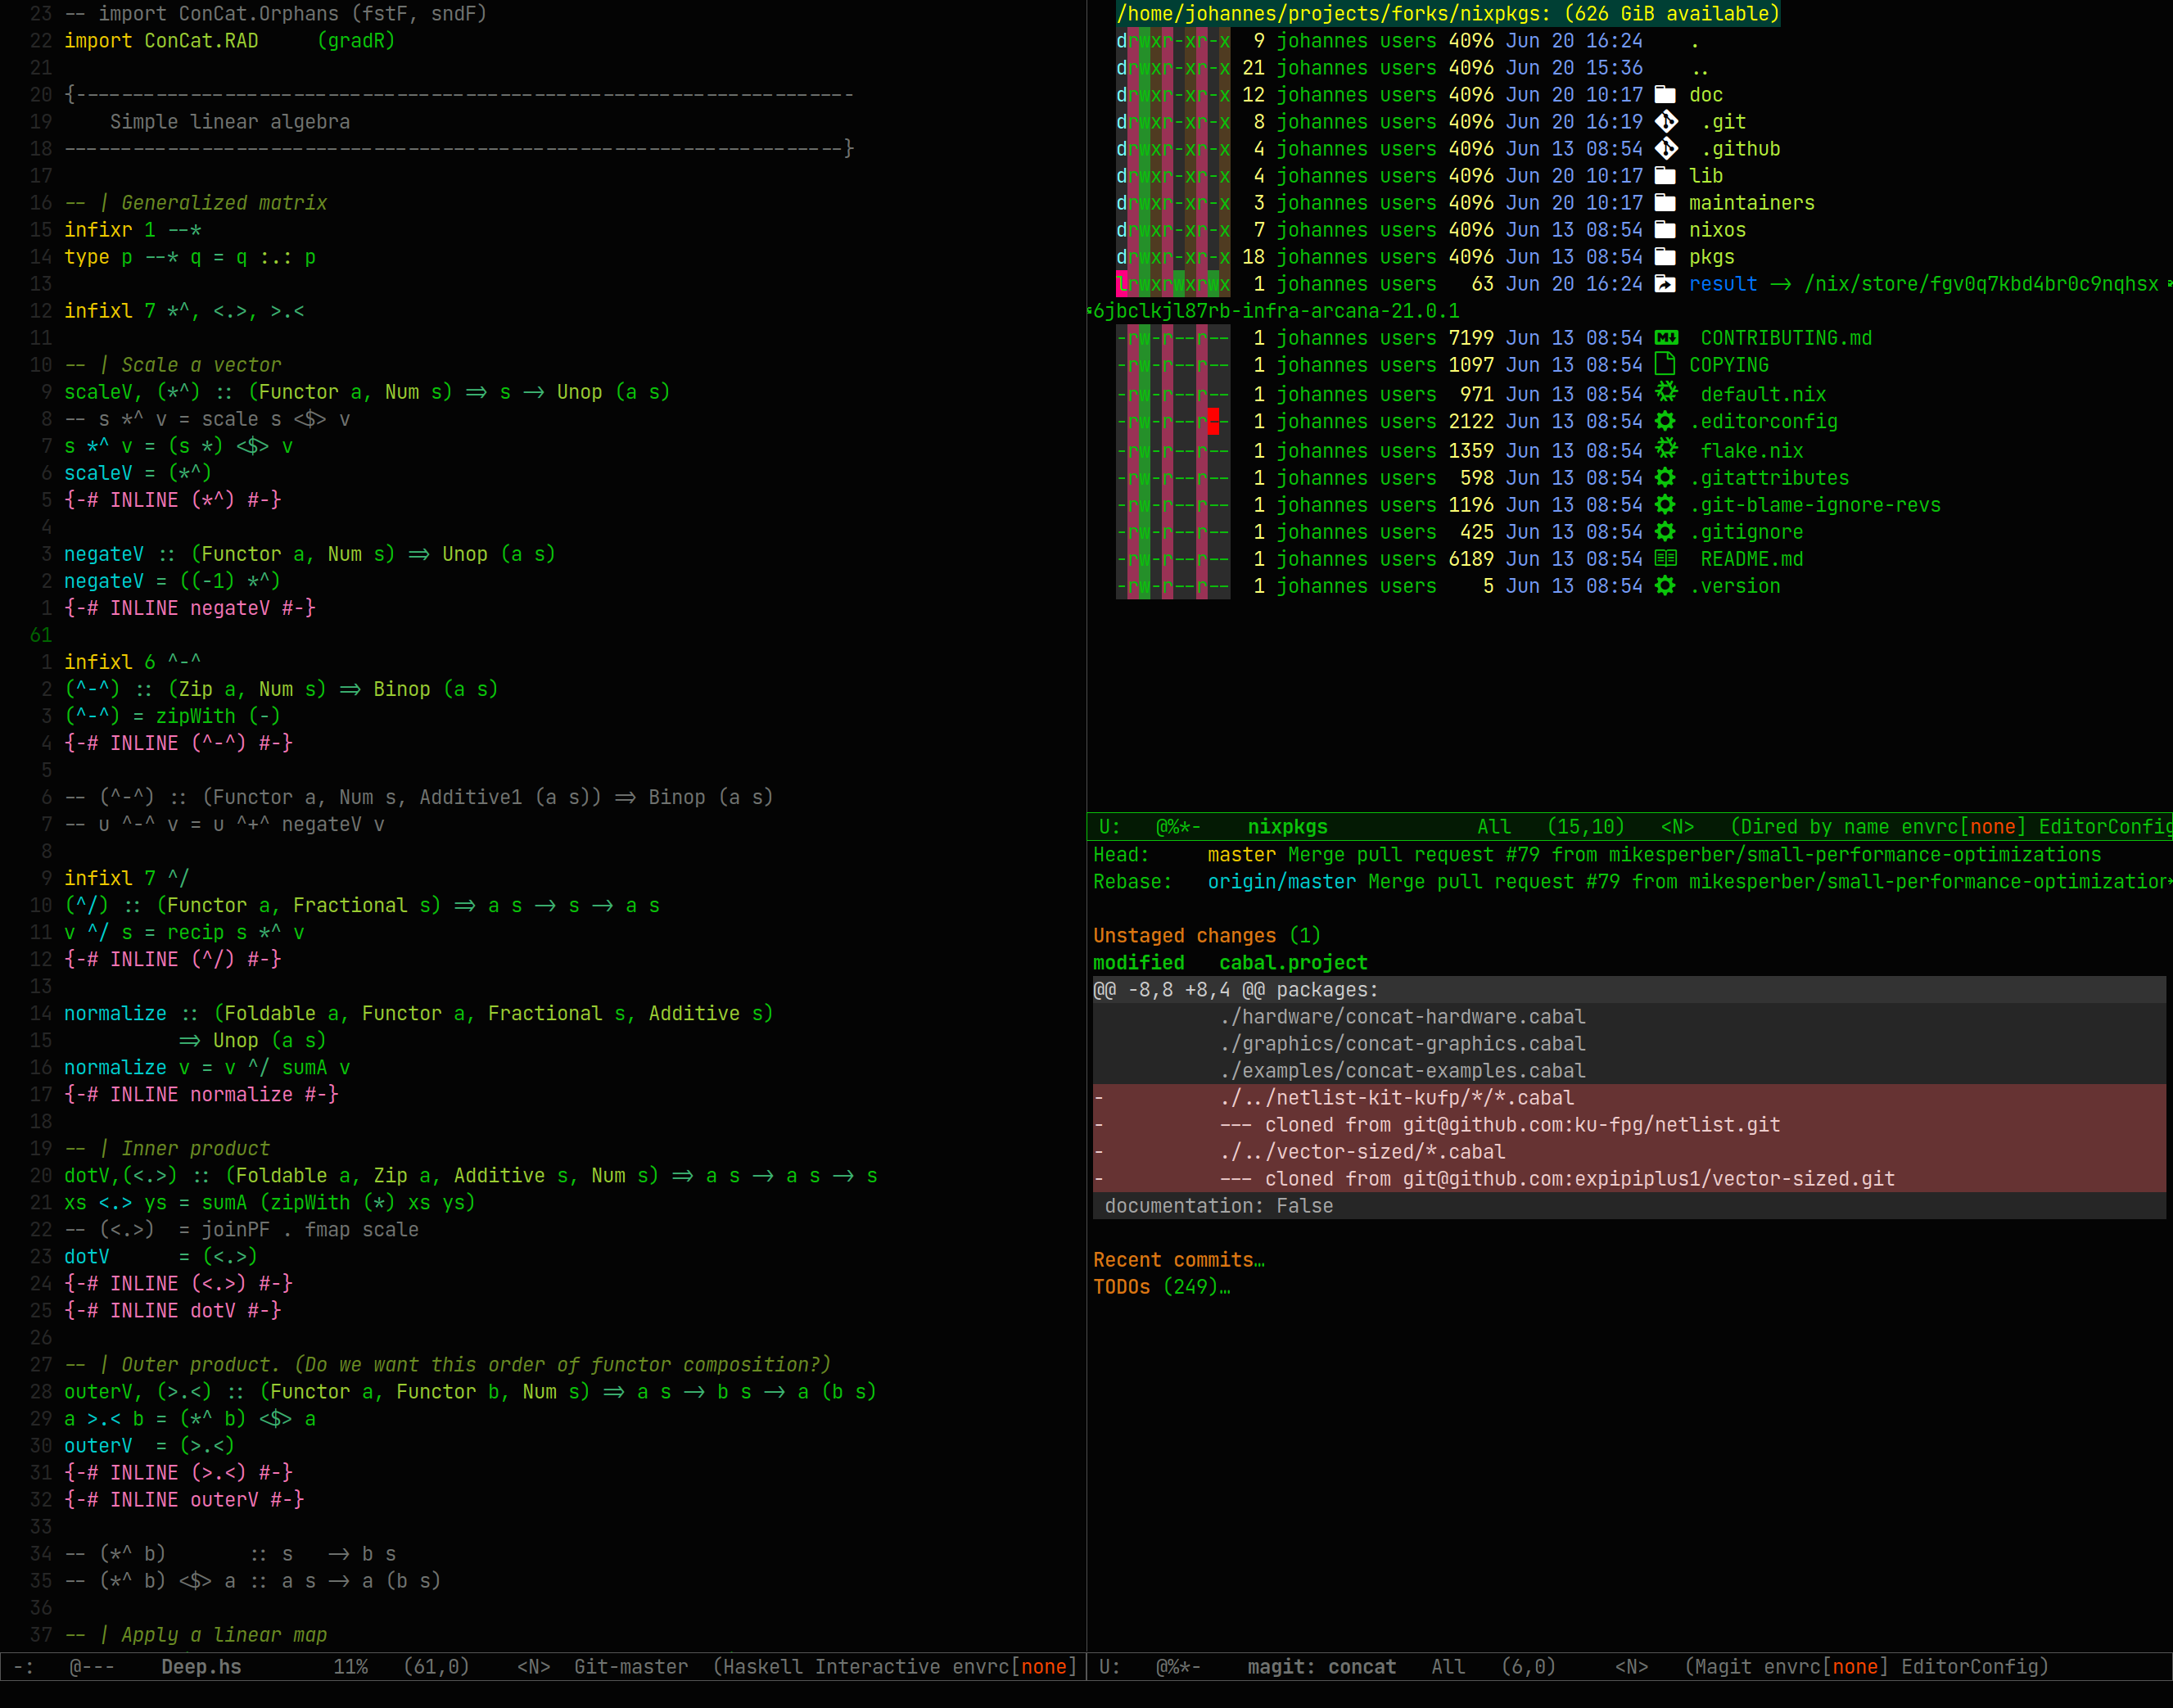 23 -- import ConCat.Orphans (fstF, sndF)
22 import ConCat.RAD     (gradR)
21
20 {--------------------------------------------------------------------
19     Simple linear algebra
18 --------------------------------------------------------------------}
17
16 -- | Generalized matrix
15 infixr 1 --*
14 type p --* q = q :.: p
13
12 infixl 7 *^, <.>, >.<
11
10 -- | Scale a vector
9 scaleV, (*^) :: (Functor a, Num s) => s -> Unop (a s)
8 -- s *^ v = scale s <$> v
7 s *^ v = (s *) <$> v
6 scaleV = (*^)
5 {-# INLINE (*^) #-}
4
3 negateV :: (Functor a, Num s) => Unop (a s)
2 negateV = ((-1) *^)
1 {-# INLINE negateV #-}
61
1 infixl 6 ^-^
2 (^-^) :: (Zip a, Num s) => Binop (a s)
3 (^-^) = zipWith (-)
4 {-# INLINE (^-^) #-}
5
6 -- (^-^) :: (Functor a, Num s, Additive1 (a s)) => Binop (a s)
7 -- u ^-^ v = u ^+^ negateV v
8
9 infixl 7 ^/
10 (^/) :: (Functor a, Fractional s) => a s -> s -> a s
11 v ^/ s = recip s *^ v
12 {-# INLINE (^/) #-}
13
14 normalize :: (Foldable a, Functor a, Fractional s, Additive s)
15           => Unop (a s)
16 normalize v = v ^/ sumA v
17 {-# INLINE normalize #-}
18
19 -- | Inner product
20 dotV,(<.>) :: (Foldable a, Zip a, Additive s, Num s) => a s -> a s -> s
21 xs <.> ys = sumA (zipWith (*) xs ys)
22 -- (<.>)  = joinPF . fmap scale
23 dotV      = (<.>)
24 {-# INLINE (<.>) #-}
25 {-# INLINE dotV #-}
26
27 -- | Outer product. (Do we want this order of functor composition?)
28 outerV, (>.<) :: (Functor a, Functor b, Num s) => a s -> b s -> a (b s)
29 a >.< b = (*^ b) <$> a
30 outerV  = (>.<)
31 {-# INLINE (>.<) #-}
32 {-# INLINE outerV #-}
33
34 -- (*^ b)       :: s   -> b s
35 -- (*^ b) <$> a :: a s -> a (b s)
36
37 -- | Apply a linear map
-:   @---    Deep.hs        11%   (61,0)    <N>  Git-master  (Haskell Interactive envrc[none]
/home/johannes/projects/forks/nixpkgs: (626 GiB available)
drwxr-xr-x  9 johannes users 4096 Jun 20 16:24    .
drwxr-xr-x 21 johannes users 4096 Jun 20 15:36    ..
drwxr-xr-x 12 johannes users 4096 Jun 20 10:17 doc
drwxr-xr-x  8 johannes users 4096 Jun 20 16:19 .git
drwxr-xr-x  4 johannes users 4096 Jun 13 08:54 .github
drwxr-xr-x  4 johannes users 4096 Jun 20 10:17 lib
drwxr-xr-x  3 johannes users 4096 Jun 20 10:17 maintainers
drwxr-xr-x  7 johannes users 4096 Jun 13 08:54 nixos
drwxr-xr-x 18 johannes users 4096 Jun 13 08:54 pkgs
lrwxrwxrwx  1 johannes users   63 Jun 20 16:24 result -> /nix/store/fgv0q7kbd4br0c9nqhsx
6jbclkjl87rb-infra-arcana-21.0.1
-rw-r--r--  1 johannes users 7199 Jun 13 08:54 CONTRIBUTING.md
-rw-r--r--  1 johannes users 1097 Jun 13 08:54 COPYING
-rw-r--r--  1 johannes users  971 Jun 13 08:54 default.nix
-rw-r--r--  1 johannes users 2122 Jun 13 08:54 .editorconfig
-rw-r--r--  1 johannes users 1359 Jun 13 08:54 flake.nix
-rw-r--r--  1 johannes users  598 Jun 13 08:54 .gitattributes
-rw-r--r--  1 johannes users 1196 Jun 13 08:54 .git-blame-ignore-revs
-rw-r--r--  1 johannes users  425 Jun 13 08:54 .gitignore
-rw-r--r--  1 johannes users 6189 Jun 13 08:54 README.md
-rw-r--r--  1 johannes users    5 Jun 13 08:54 .version
U:   @%*-    nixpkgs             All   (15,10)   <N>   (Dired by name envrc[none] EditorConfig
Head:     master Merge pull request #79 from mikesperber/small-performance-optimizations
Rebase:   origin/master Merge pull request #79 from mikesperber/small-performance-optimization
Unstaged changes (1)
modified   cabal.project
@@ -8,8 +8,4 @@ packages:
./hardware/concat-hardware.cabal
./graphics/concat-graphics.cabal
./examples/concat-examples.cabal
-          ./../netlist-kit-kufp/*/*.cabal
-          --- cloned from git@github.com:ku-fpg/netlist.git
-          ./../vector-sized/*.cabal
-          --- cloned from git@github.com:expipiplus1/vector-sized.git
documentation: False
Recent commits…
TODOs (249)…
U:   @%*-    magit: concat   All   (6,0)     <N>   (Magit envrc[none] EditorConfig)